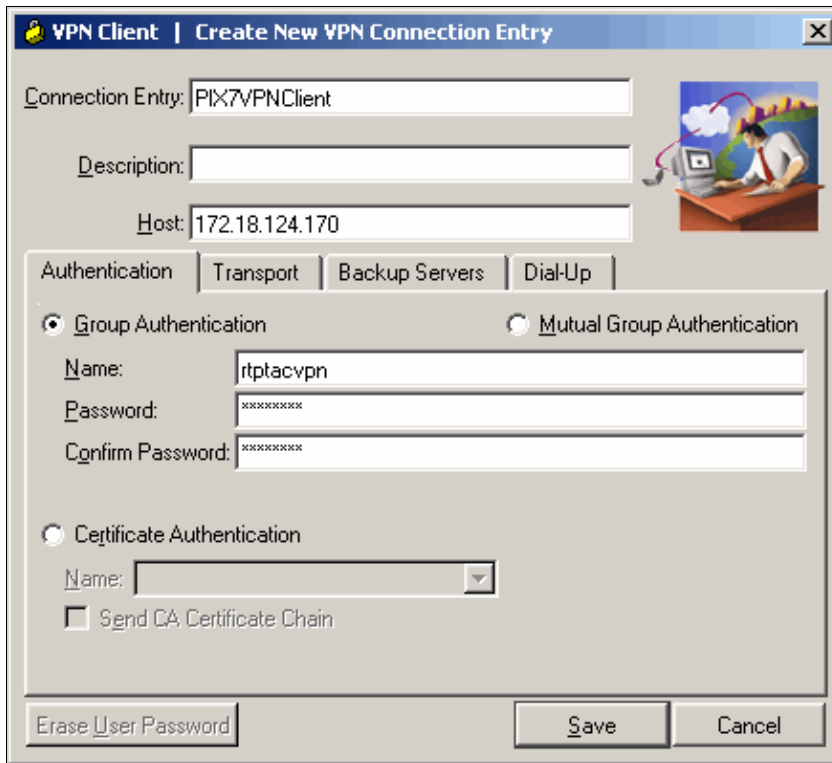 VPN Client | Create New VPN Connection Entry
Connection Entry: PIX7VPNClient
Description:
Host: 172.18.124.170
Authentication Transport Backup Servers Dial-Up
Group Authentication Mutual Group Authentication
Name: rtptacvpn
Password: ********
Confirm Password: ********
Certificate Authentication
Name:
Send CA Certificate Chain
Erase User Password Save Cancel